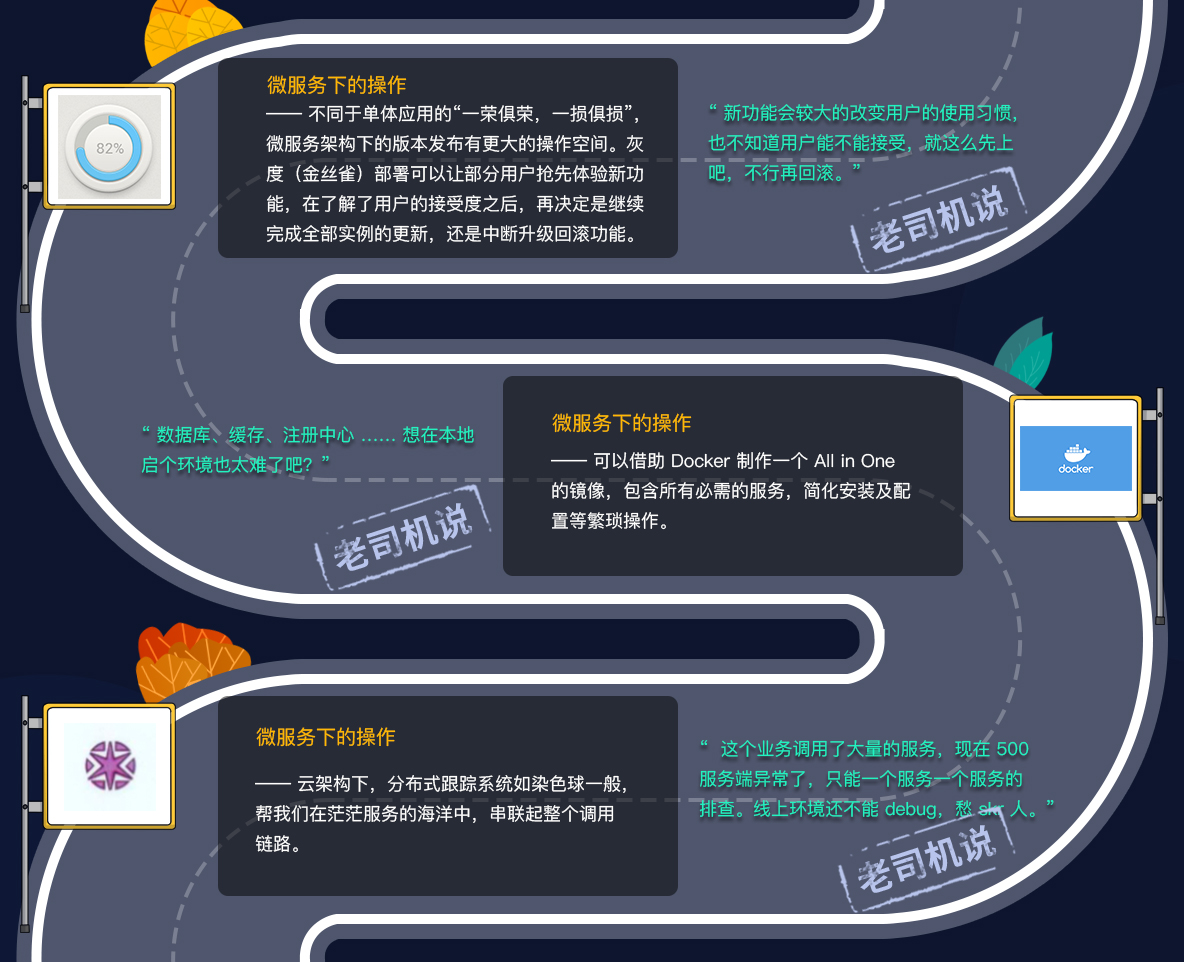 微服务下的操作
—— 不同于单体应用的“一荣俱荣，一损俱损”，
微服务架构下的版本发布有更大的操作空间。灰
度（金丝雀）部署可以让部分用户抢先体验新功
能，在了解了用户的接受度之后，再决定是继续
完成全部实例的更新，还是中断升级回滚功能。
82%
“ 新功能会较大的改变用户的使用习惯，
也不知道用户能不能接受，就这么先上
吧，不行再回滚。”
老司机说
“ 数据库、缓存、注册中心 …… 想在本地
启个环境也太难了吧？”
老司机说
微服务下的操作
—— 可以借助 Docker 制作一个 All in One
的镜像，包含所有必需的服务，简化安装及配
置等繁琐操作。
docker
微服务下的操作
—— 云架构下，分布式跟踪系统如染色球一般，
帮我们在茫茫服务的海洋中，串联起整个调用
链路。
“ 这个业务调用了大量的服务，现在 500
服务端异常了，只能一个服务一个服务的
排查。线上环境还不能 debug，愁 skr 人。”
老司机说